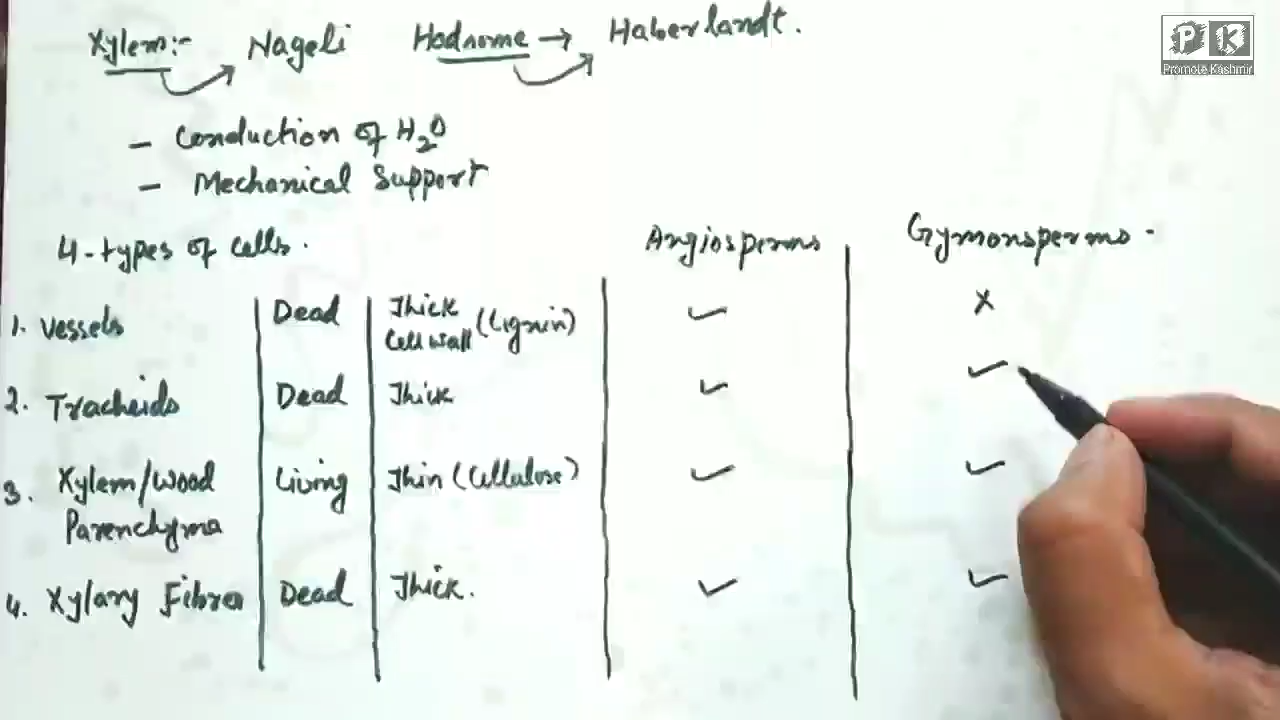 Xylem:- Nageli Hadrome → Haberlandt.
PK
Promote Kashmir
- Conduction of H2O
- Mechanical Support
4-types of cells. Angiosperms Gymonsperms.
1. Vessels Dead Thick Cell wall (Lignin) ✓ x
2. Tracheids Dead Thick ✓ ✓
3. Xylem/Wood Parenchyma Living Thin (Cellulose) ✓ ✓
4. Xylary Fibres Dead Thick. ✓ ✓